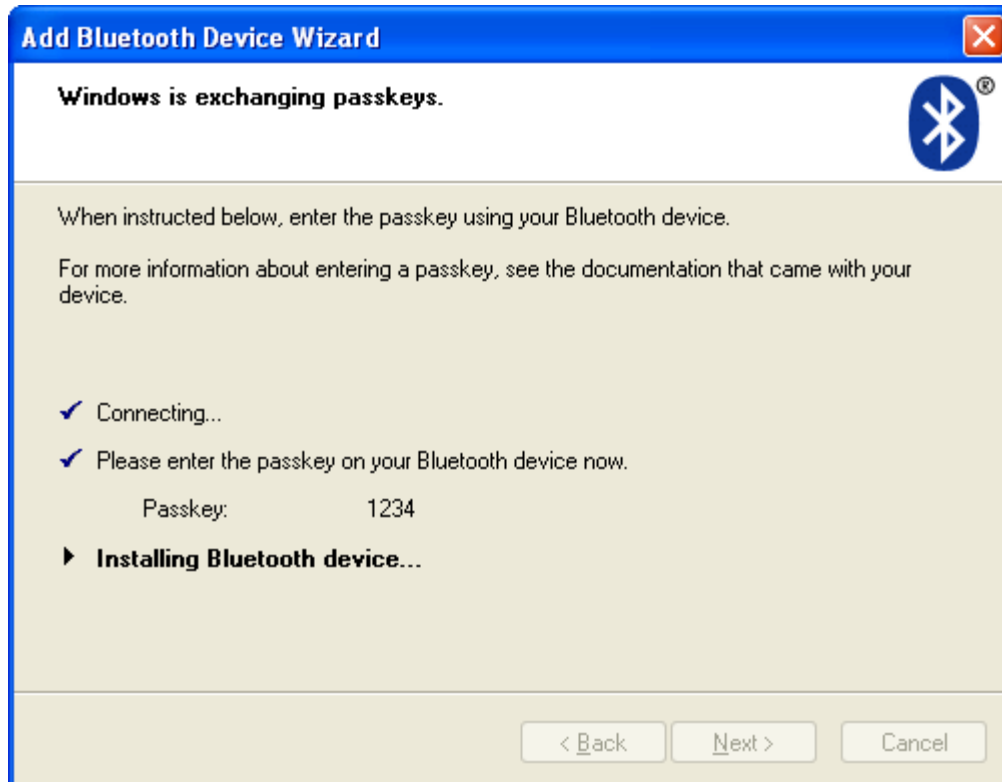 Add Bluetooth Device Wizard
Windows is exchanging passkeys.
®
When instructed below, enter the passkey using your Bluetooth device.
For more information about entering a passkey, see the documentation that came with your
device.
Connecting...
Please enter the passkey on your Bluetooth device now.
Passkey: 1234
Installing Bluetooth device...
< Back Next > Cancel